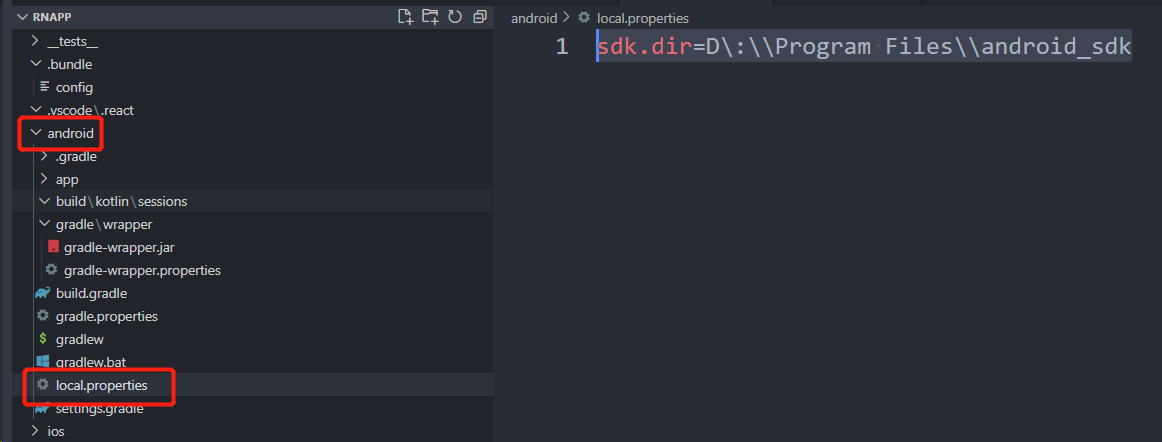 RNAPP
__tests__
.bundle
config
.vscode\.react
android
.gradle
app
build\kotlin\sessions
gradle\wrapper
gradle-wrapper.jar
gradle-wrapper.properties
build.gradle
gradle.properties
$ gradlew
gradlew.bat
local.properties
settings.gradle
ios
android > local.properties
1 sdk.dir=D\:\\Program Files\\android_sdk